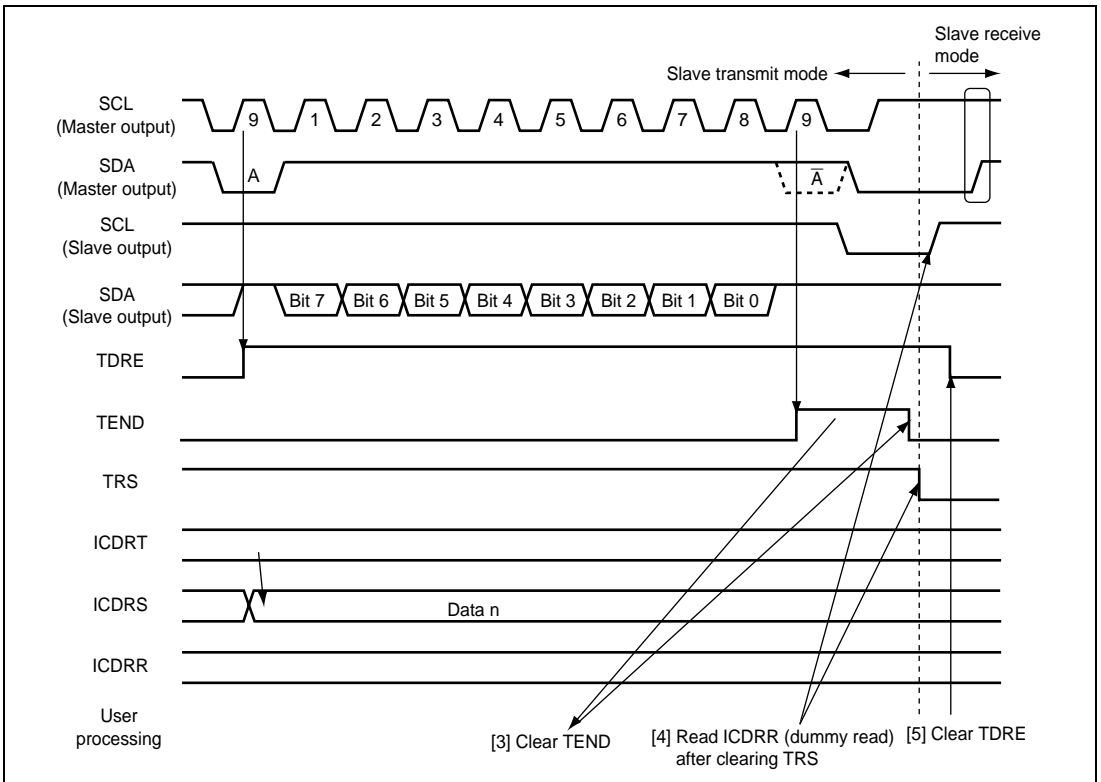 Slave receive
mode
Slave transmit mode
SCL
(Master output)
9 1 2 3 4 5 6 7 8 9
SDA
(Master output)
A A̅
SCL
(Slave output)
SDA
(Slave output)
Bit 7 Bit 6 Bit 5 Bit 4 Bit 3 Bit 2 Bit 1 Bit 0
TDRE
TEND
TRS
ICDRT
ICDRS
Data n
ICDRR
User
processing
[3] Clear TEND
[4] Read ICDRR (dummy read)
after clearing TRS
[5] Clear TDRE